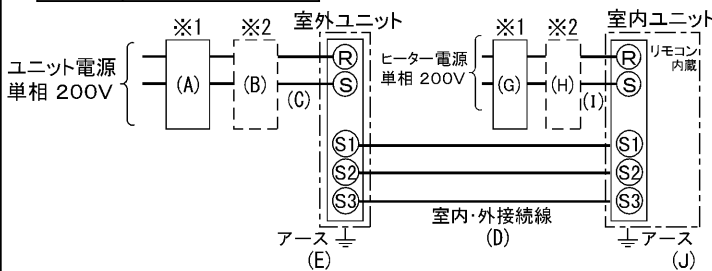 ※1
※2
室外ユニット
※1
※2
室内ユニット
ユニット電源
単相 200V
(A)
(B)
(C)
R
S
ヒーター電源
単相 200V
(G)
(H)
(I)
R
S
リモコン
内蔵
S1
S2
S3
S1
S2
S3
室内・外接続線
(D)
アース
(E)
アース
(J)